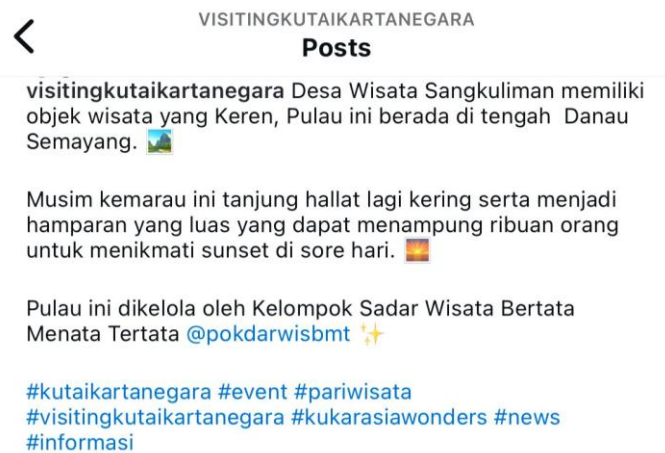 VISITINGKUTAIKARTANEGARA
Posts
visitingkutaikartanegara Desa Wisata Sangkuliman memiliki
objek wisata yang Keren, Pulau ini berada di tengah Danau
Semayang. 🏞️
Musim kemarau ini tanjung hallat lagi kering serta menjadi
hamparan yang luas yang dapat menampung ribuan orang
untuk menikmati sunset di sore hari. 🌅
Pulau ini dikelola oleh Kelompok Sadar Wisata Bertata
Menata Tertata @pokdarwisbmt ✨
#kutaikartanegara #event #pariwisata
#visitingkutaikartanegara #kukarasiawonders #news
#informasi